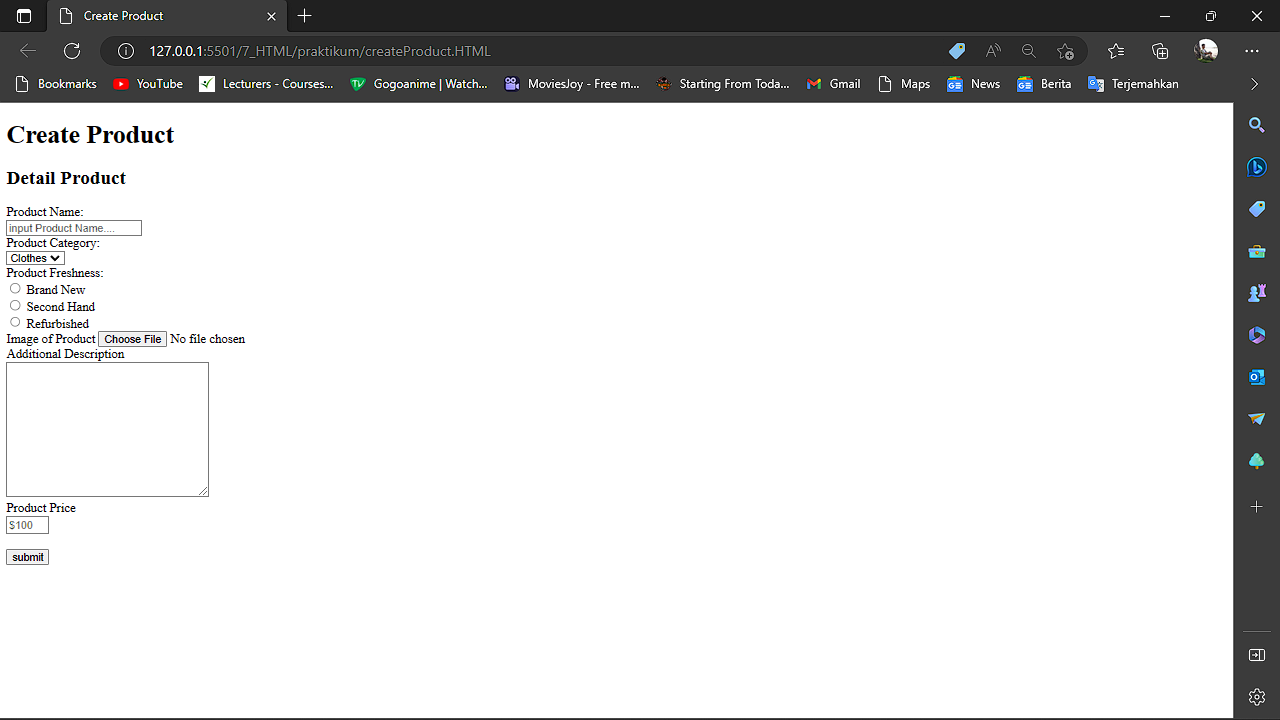 Create Product
127.0.0.1:5501/7_HTML/praktikum/createProduct.HTML
Bookmarks YouTube Lecturers - Courses... Gogoanime | Watch... MoviesJoy - Free m... Starting From Toda... Gmail Maps News Berita Terjemahkan
Create Product
Detail Product
Product Name:
input Product Name....
Product Category:
Clothes
Product Freshness:
Brand New
Second Hand
Refurbished
Image of Product Choose File No file chosen
Additional Description
Product Price
$100
submit